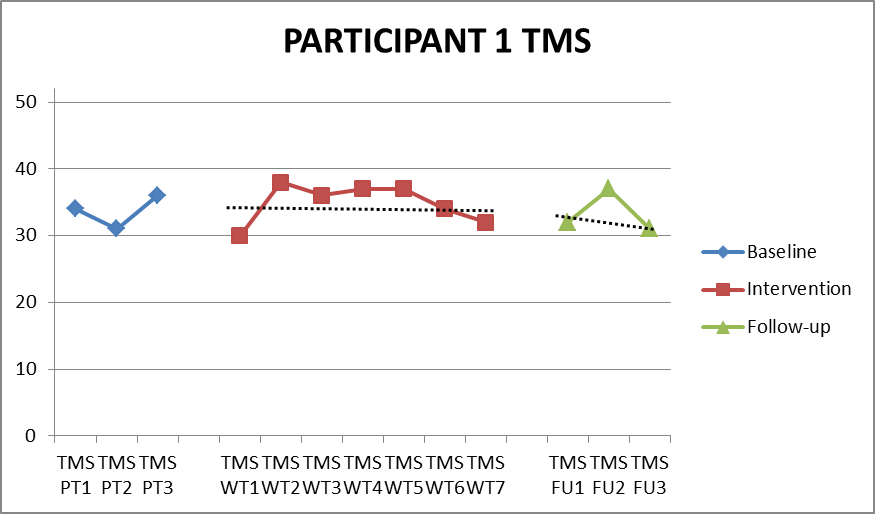 PARTICIPANT 1 TMS
50
40
30
20
10
0
TMS PT1
TMS PT2
TMS PT3
TMS WT1
TMS WT2
TMS WT3
TMS WT4
TMS WT5
TMS WT6
TMS WT7
TMS FU1
TMS FU2
TMS FU3
Baseline
Intervention
Follow-up